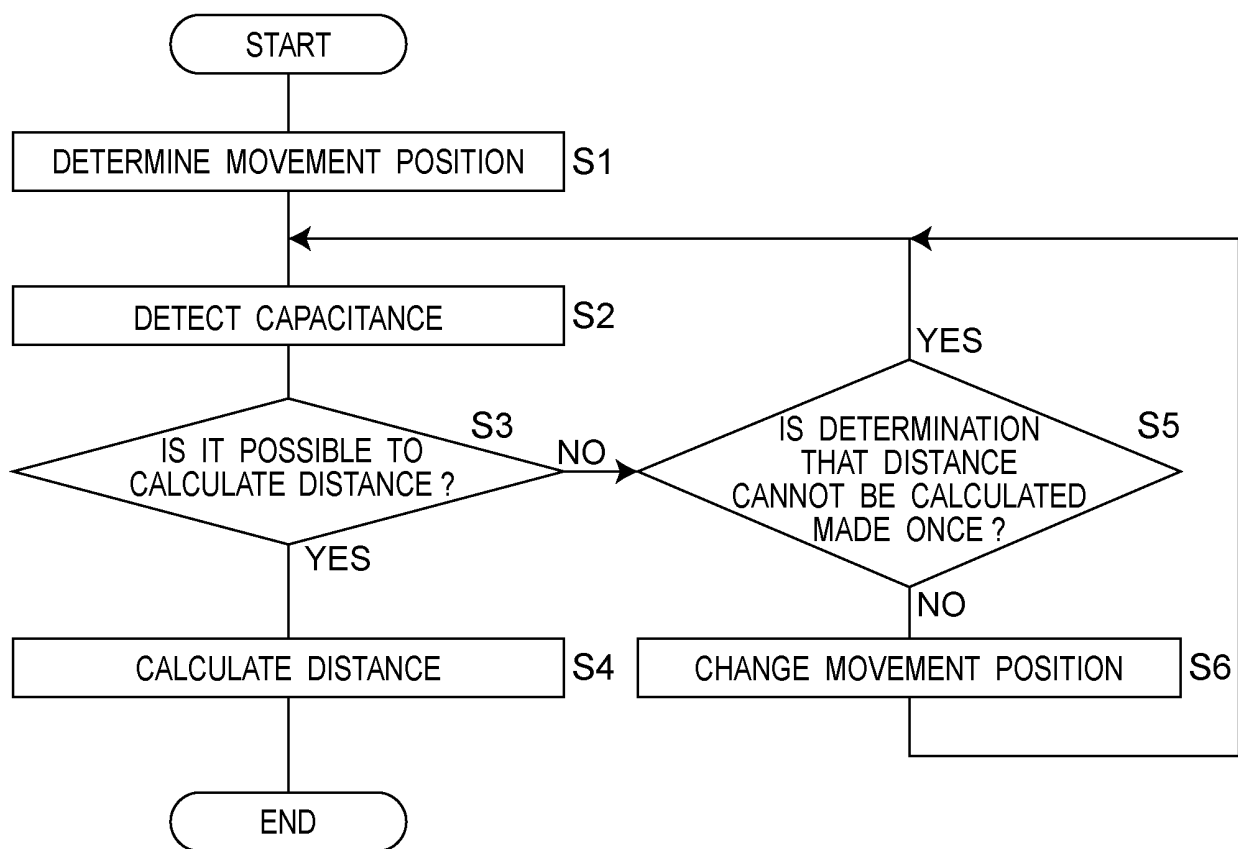 START
DETERMINE MOVEMENT POSITION S1
DETECT CAPACITANCE S2
YES
IS IT POSSIBLE TO
CALCULATE DISTANCE ?
S3
NO
IS DETERMINATION
THAT DISTANCE
CANNOT BE CALCULATED
MADE ONCE ?
S5
YES
NO
CALCULATE DISTANCE S4
CHANGE MOVEMENT POSITION S6
END